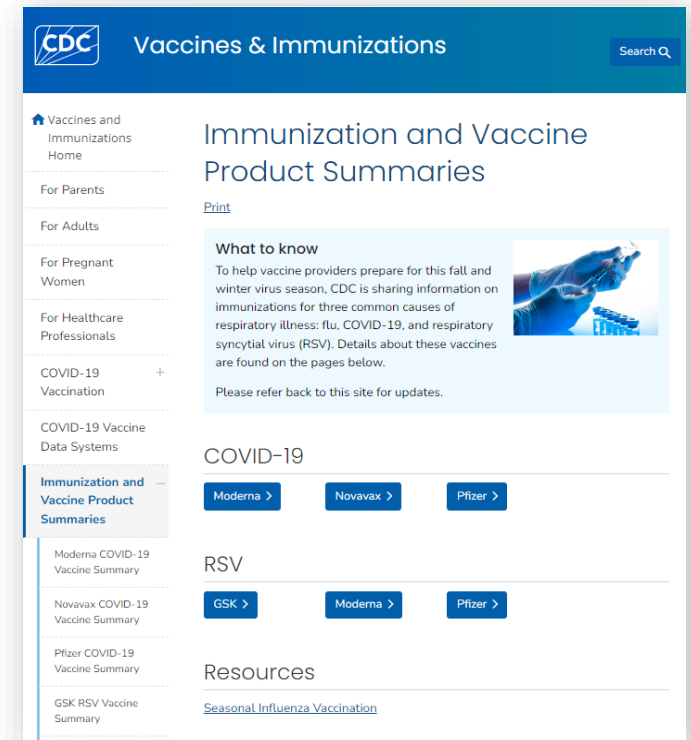 CDC
Vaccines & Immunizations
Search
Vaccines and
Immunizations
Home
For Parents
For Adults
For Pregnant
Women
For Healthcare
Professionals
COVID-19 +
Vaccination
COVID-19 Vaccine
Data Systems
Immunization and –
Vaccine Product
Summaries
Moderna COVID-19
Vaccine Summary
Novavax COVID-19
Vaccine Summary
Pfizer COVID-19
Vaccine Summary
GSK RSV Vaccine
Summary
Immunization and Vaccine
Product Summaries
Print
What to know
To help vaccine providers prepare for this fall and
winter virus season, CDC is sharing information on
immunizations for three common causes of
respiratory illness: flu, COVID-19, and respiratory
syncytial virus (RSV). Details about these vaccines
are found on the pages below.
Please refer back to this site for updates.
COVID-19
Moderna > Novavax > Pfizer >
RSV
GSK > Moderna > Pfizer >
Resources
Seasonal Influenza Vaccination